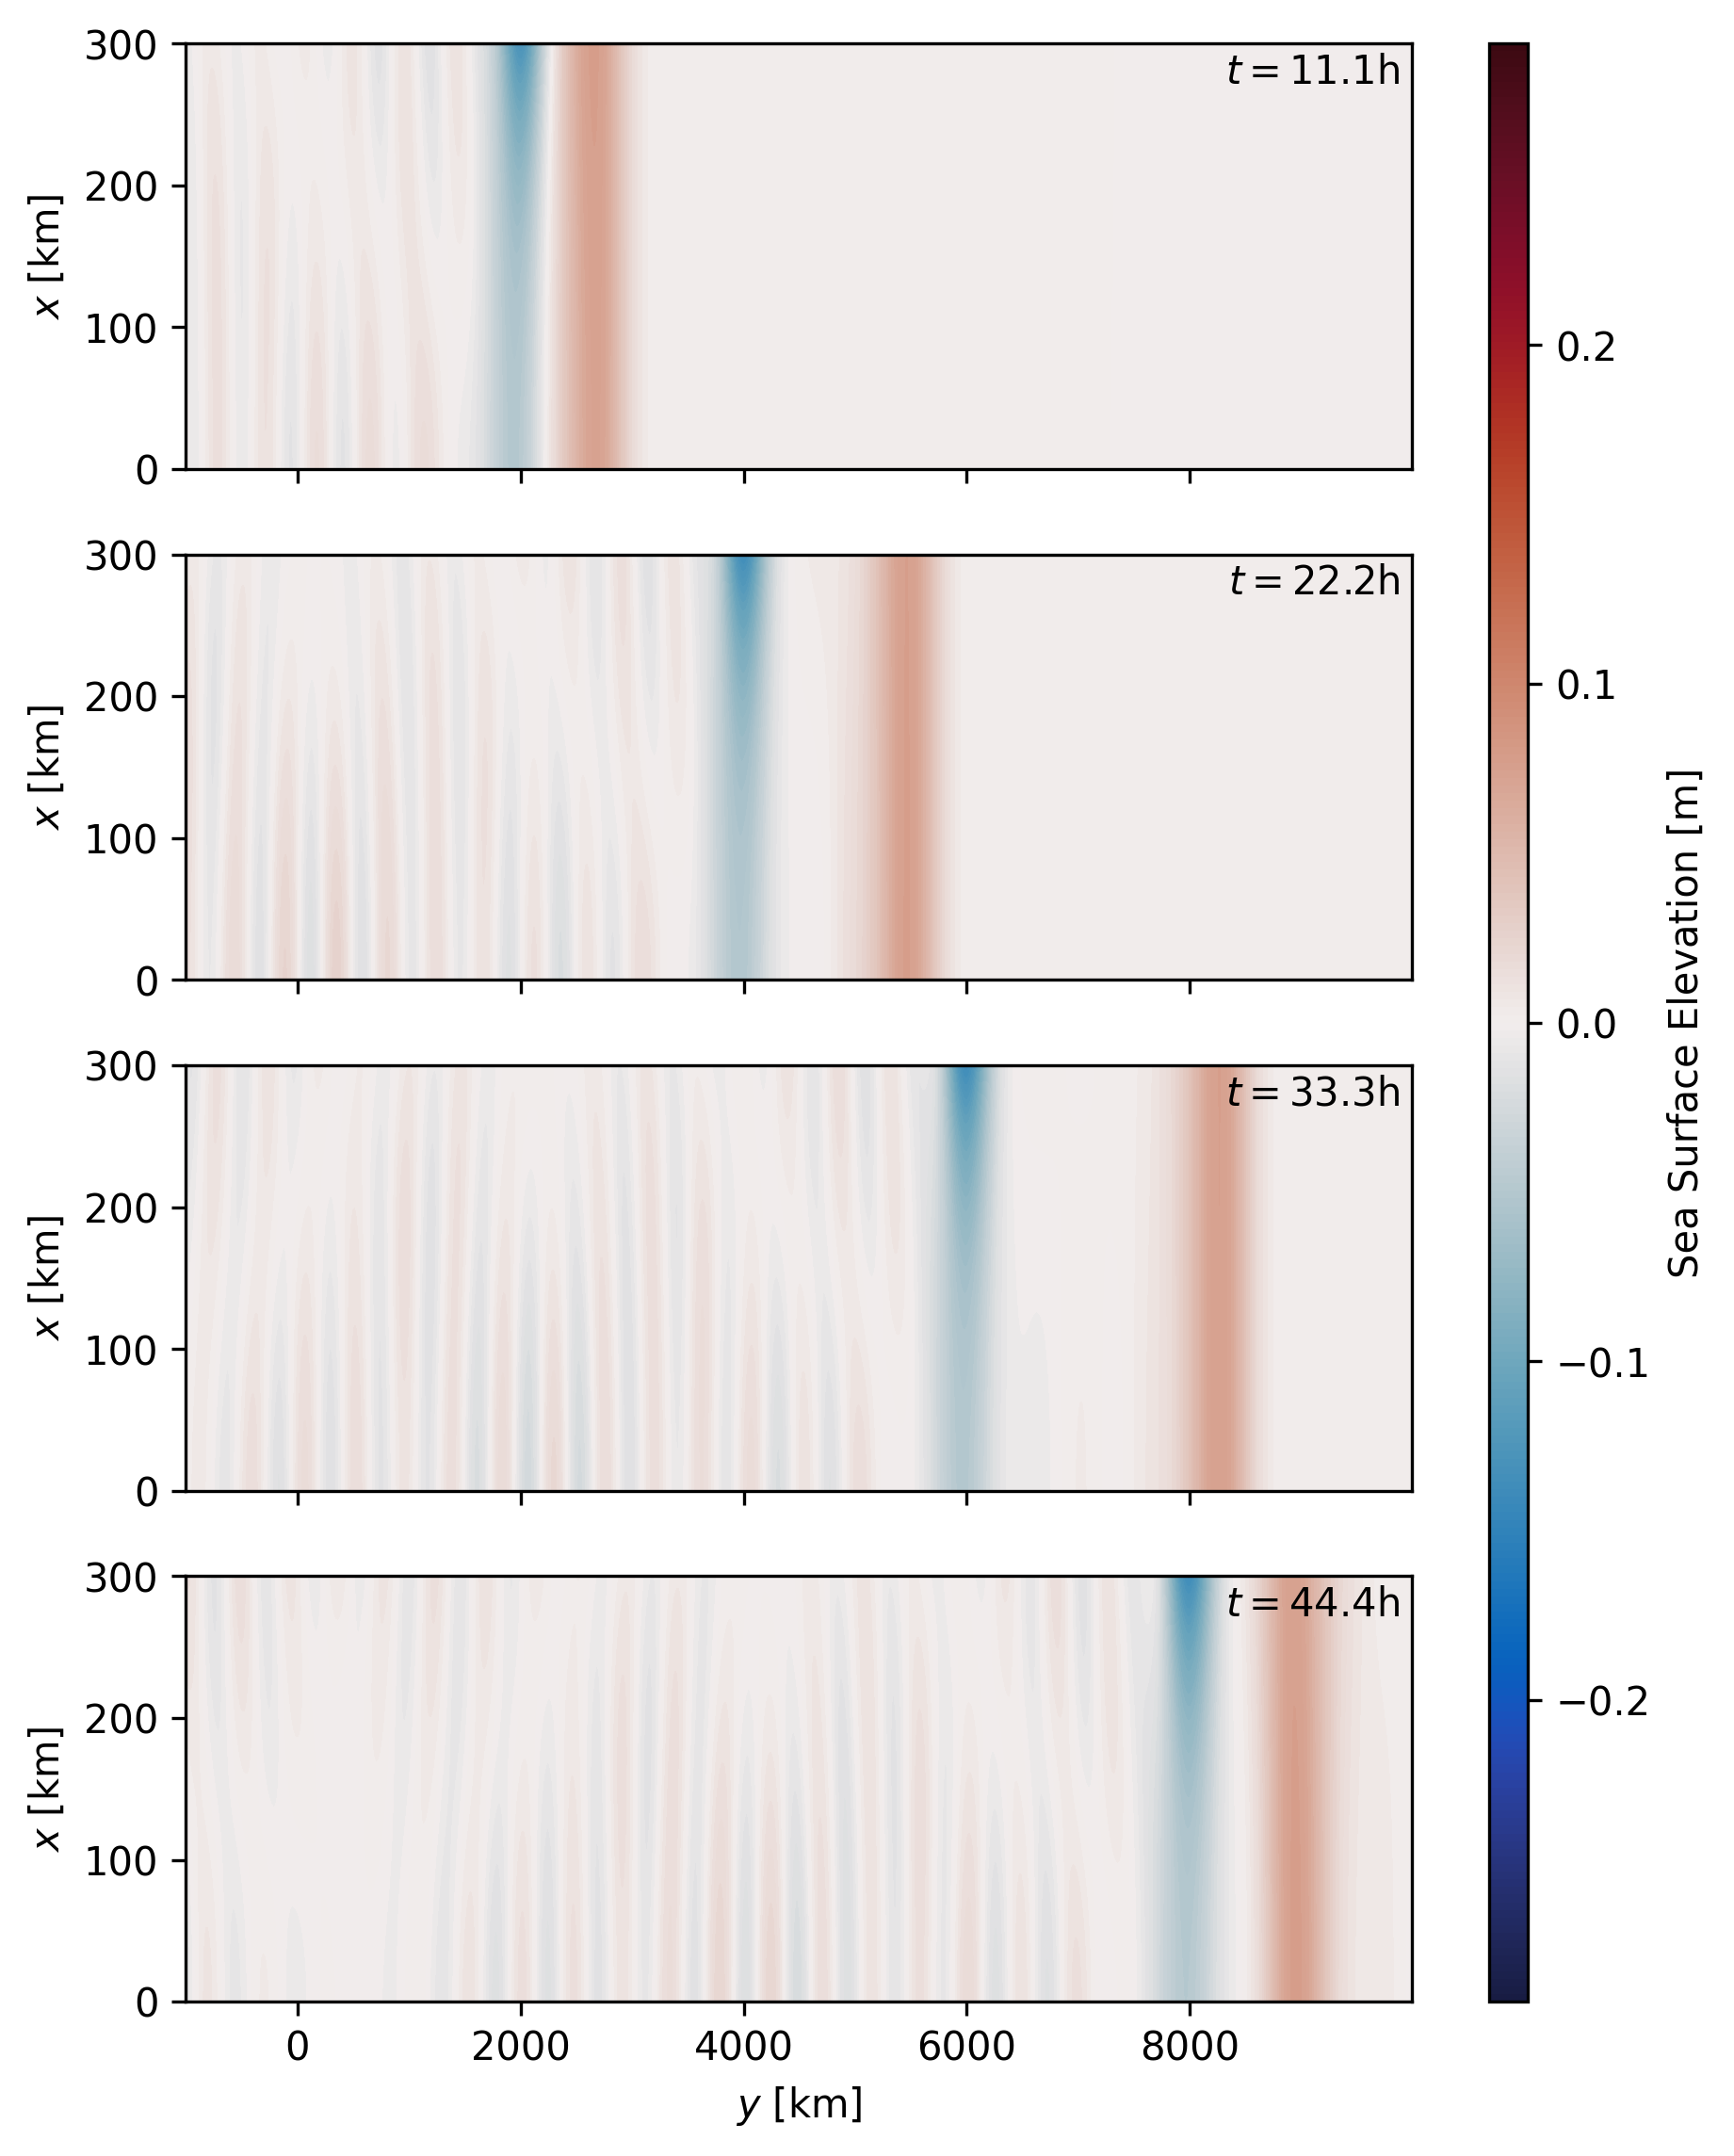 300
200
100
0
x [km]
t = 11.1h
300
200
100
0
x [km]
t = 22.2h
300
200
100
0
x [km]
t = 33.3h
300
200
100
0
x [km]
t = 44.4h
0 2000 4000 6000 8000
y [km]
0.2
0.1
0.0
−0.1
−0.2
Sea Surface Elevation [m]